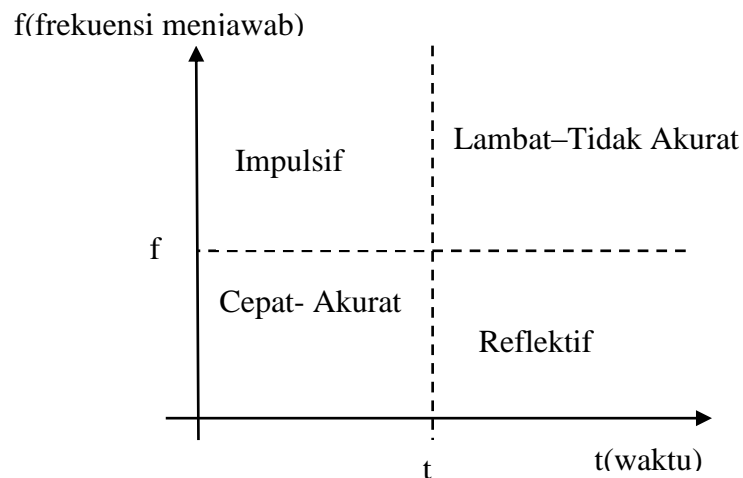 f(frekuensi menjawab)
Lambat–Tidak Akurat
Impulsif
f
Cepat- Akurat
Reflektif
t
t(waktu)